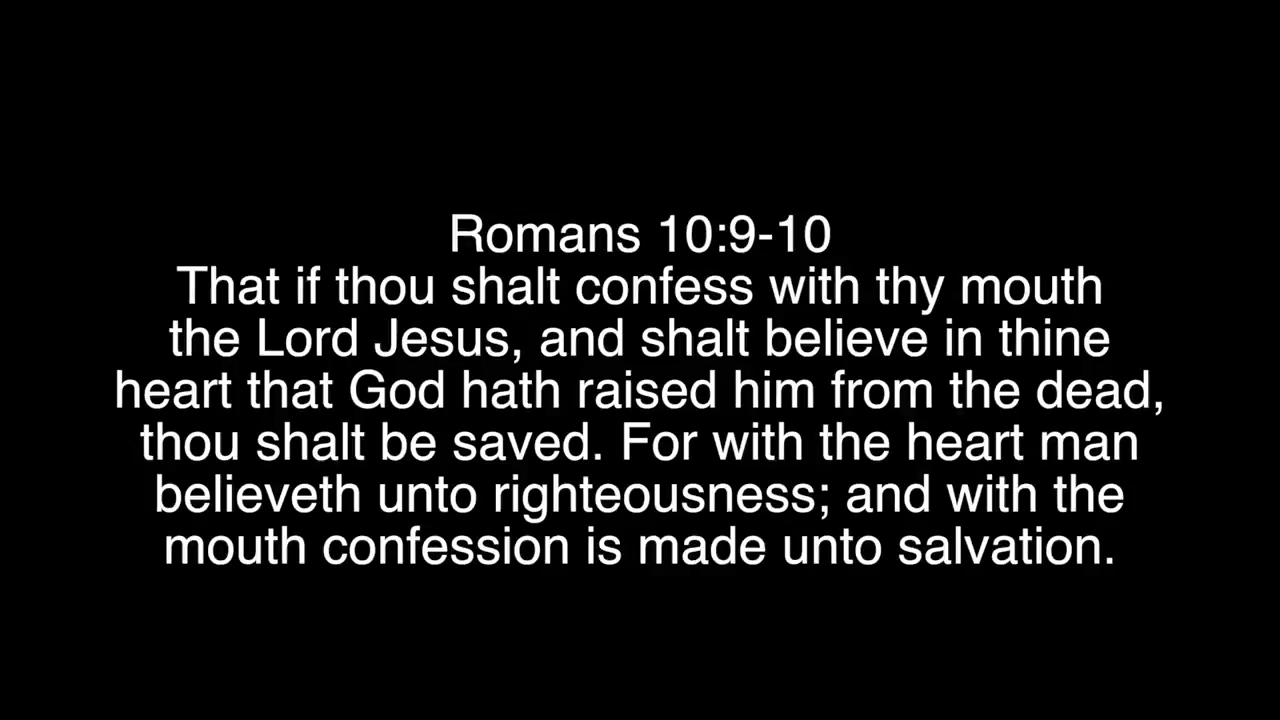 Romans 10:9-10
That if thou shalt confess with thy mouth
the Lord Jesus, and shalt believe in thine
heart that God hath raised him from the dead,
thou shalt be saved. For with the heart man
believeth unto righteousness; and with the
mouth confession is made unto salvation.